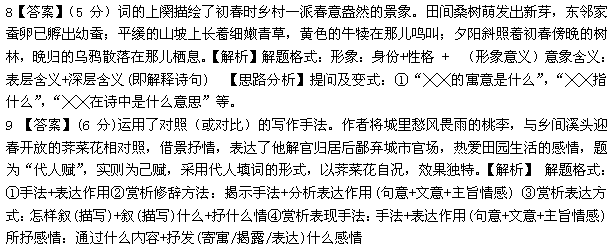 8【答案】(5 分) 词的上阕描绘了初春时乡村一派春意盎然的景象。田间桑树萌发出新芽，东邻家
蚕卵已孵出幼蚕；平缓的山坡上长着细嫩青草，黄色的牛犊在那儿鸣叫；夕阳斜照着初春傍晚的树
林，晚归的乌鸦散落在那儿栖息。【解析】解题格式：形象：身份+性格 + （形象意义）意象含义：
表层含义+深层含义(即解释诗句) 【思路分析】提问及变式：①“╳╳的寓意是什么”，“╳╳指
什么”，“╳╳在诗中是什么意思”等。
9 【答案】(6 分)运用了对照（或对比）的写作手法。作者将城里愁风畏雨的桃李，与乡间溪头迎
春开放的荠菜花相对照，借景抒情，表达了他解官归居后鄙弃城市官场，热爱田园生活的感情，题
为“代人赋”，实则为己赋，采用代人填词的形式，以荠菜花自况，效果独特。【解析】 解题格式：
①手法+表达作用②赏析修辞方法：揭示手法+分析表达作用(句意+文意+主旨情感) ③赏析表达方
式：怎样叙(描写)+叙(描写)什么+抒什么情④赏析表现手法：手法+表达作用(句意+文意+主旨情感)
所抒感情：通过什么内容+抒发(寄寓/揭露/表达)什么感情